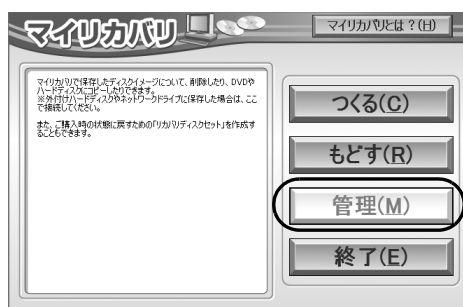 マイリカバリ
マイリカバリとは？(H)
マイリカバリで保存したディスクイメージについて、削除したり、DVDや
ハードディスクにコピーしたりできます。
※外付けハードディスクやネットワークドライブに保存した場合は、ここ
で接続してください。
また、ご購入時の状態に戻すための「リカバリディスクセット」を作成す
ることもできます。
つくる(C)
もどす(R)
管理(M)
終了(E)